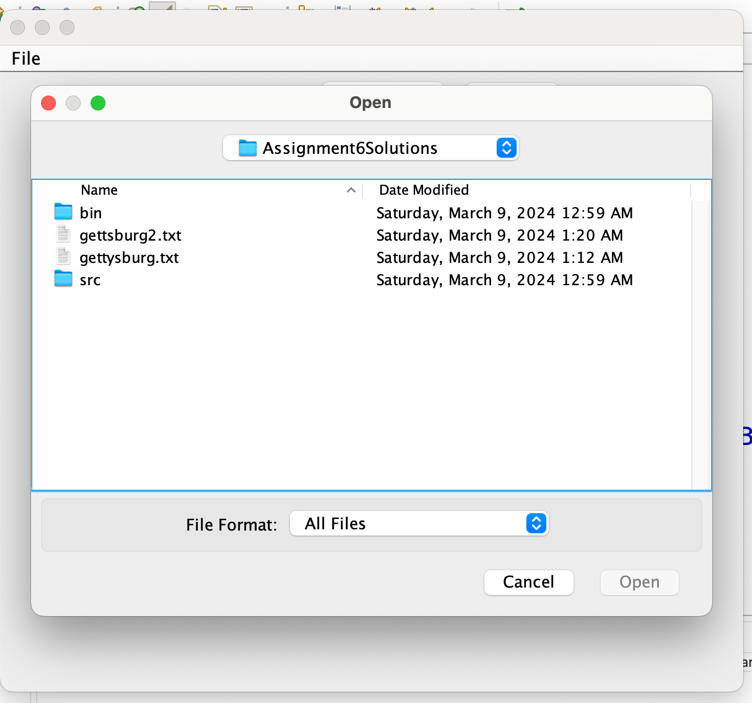 File
Open
Assignment6Solutions
Name Date Modified
bin Saturday, March 9, 2024 12:59 AM
gettsburg2.txt Saturday, March 9, 2024 1:20 AM
gettysburg.txt Saturday, March 9, 2024 1:12 AM
src Saturday, March 9, 2024 12:59 AM
File Format: All Files
Cancel Open